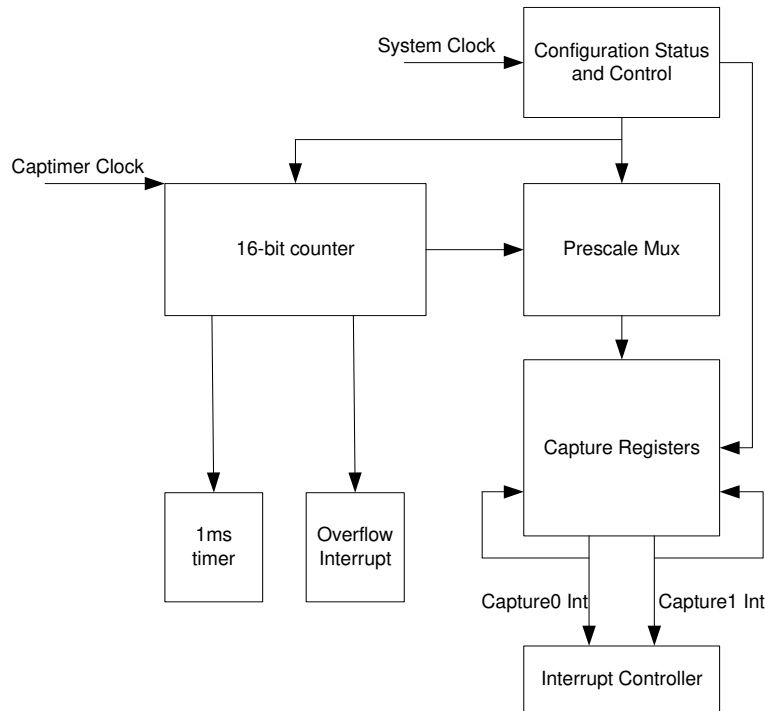 System Clock
Configuration Status
and Control
Captimer Clock
16-bit counter
Prescale Mux
Capture Registers
1ms
timer
Overflow
Interrupt
Capture0 Int
Capture1 Int
Interrupt Controller